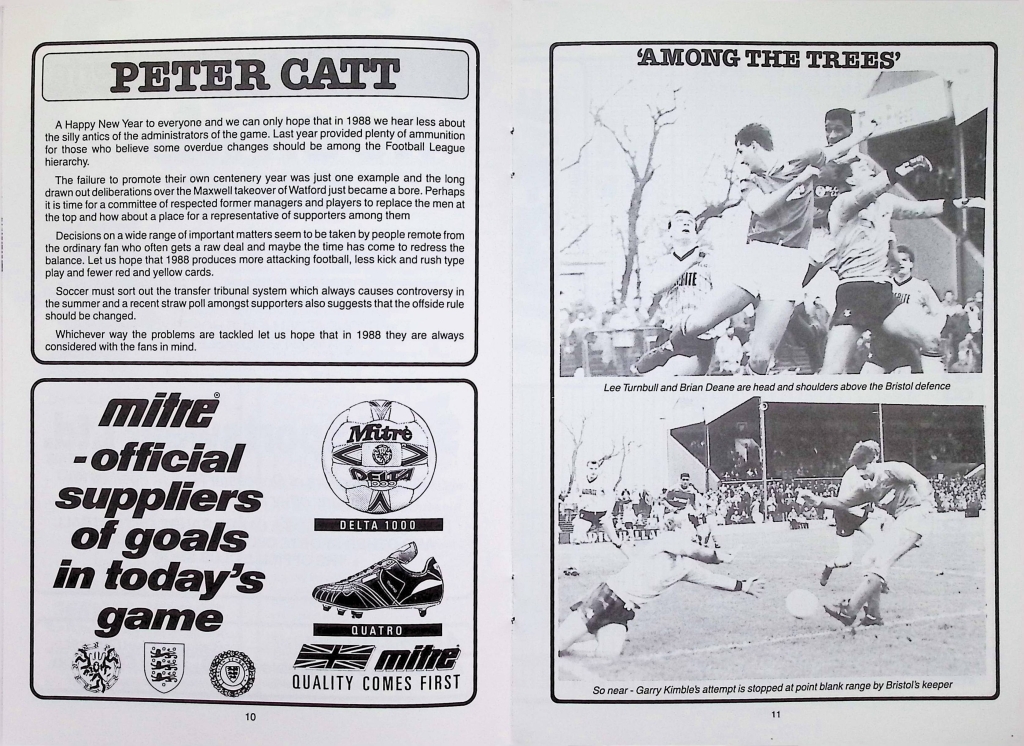 PETER CATT
A Happy New Year to everyone and we can only hope that in 1988 we hear less about
the silly antics of the administrators of the game. Last year provided plenty of ammunition
for those who believe some overdue changes should be among the Football League
hierarchy.
The failure to promote their own centenery year was just one example and the long
drawn out deliberations over the Maxwell takeover of Watford just became a bore. Perhaps
it is time for a committee of respected former managers and players to replace the men at
the top and how about a place for a representative of supporters among them
Decisions on a wide range of important matters seem to be taken by people remote from
the ordinary fan who often gets a raw deal and maybe the time has come to redress the
balance. Let us hope that 1988 produces more attacking football, less kick and rush type
play and fewer red and yellow cards.
Soccer must sort out the transfer tribunal system which always causes controversy in
the summer and a recent straw poll amongst supporters also suggests that the offside rule
should be changed.
Whichever way the problems are tackled let us hope that in 1988 they are always
considered with the fans in mind.
mitre®
-official
suppliers
of goals
in today's
game
Mitre
DELTA
1000
DELTA 1000
QUATRO
mitre
QUALITY COMES FIRST
10
'AMONG THE TREES'
Lee Turnbull and Brian Deane are head and shoulders above the Bristol defence
So near - Garry Kimble's attempt is stopped at point blank range by Bristol's keeper
11